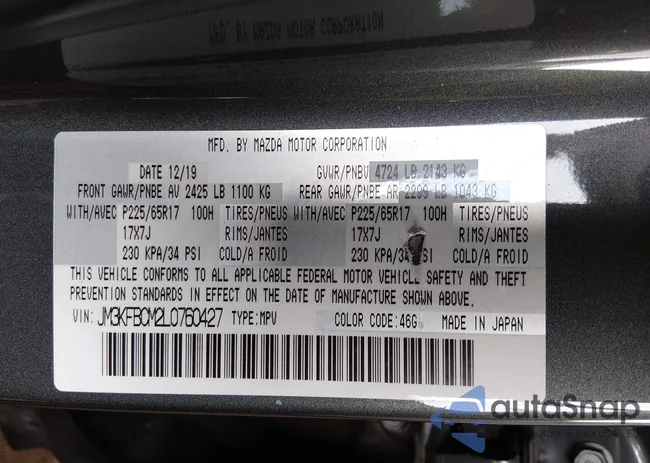 MFD. BY MAZDA MOTOR CORPORATION
DATE 12/19 GVWR/PNBV 4724 LB 2143 KG
FRONT GAWR/PNBE AV 2425 LB 1100 KG REAR GAWR/PNBE AR 2299 LB 1043 KG
WITH/AVEC P225/65R17 100H TIRES/PNEUS WITH/AVEC P225/65R17 100H TIRES/PNEUS
17X7J RIMS/JANTES 17X7J RIMS/JANTES
230 KPA/34 PSI COLD/A FROID 230 KPA/34 PSI COLD/A FROID
THIS VEHICLE CONFORMS TO ALL APPLICABLE FEDERAL MOTOR VEHICLE SAFETY AND THEFT
PREVENTION STANDARDS IN EFFECT ON THE DATE OF MANUFACTURE SHOWN ABOVE.
VIN: JM3KFBCM2L0760427 TYPE:MPV COLOR CODE:46G MADE IN JAPAN
autoSnap